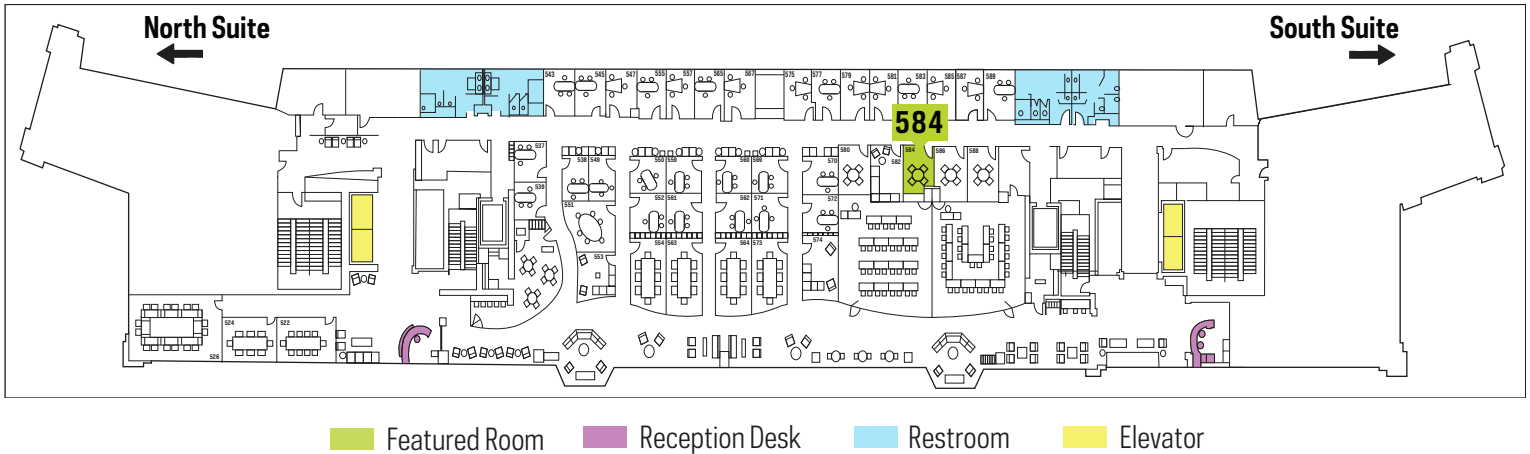 North Suite
South Suite
543 545 547 555 557 565 567 575 577 579 581 583 585 587 589
584
537 538 549 550 559 560 569 570 580 582 584 586 588
539 552 561 562 571 572
551
553 554 563 564 573 574
524 522
526
Featured Room
Reception Desk
Restroom
Elevator